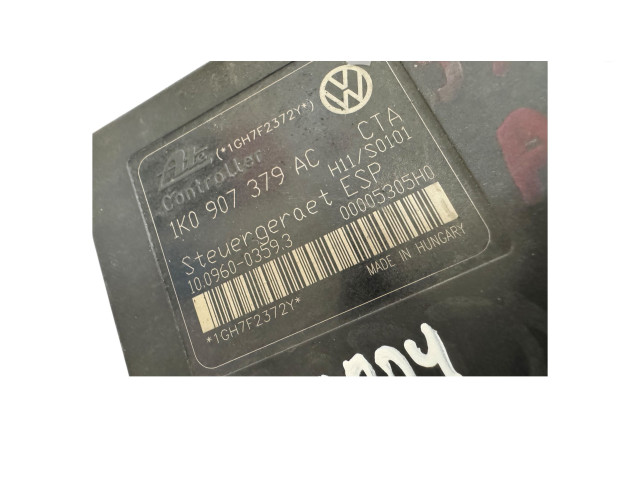 (*1GH7F2372Y*)
Ate
Controller
1K0 907 379 AC CTA
H11/S0101
Steuergeraet ESP
10.0960-0359.3 00005305H0
MADE IN HUNGARY
*1GH7F2372Y*